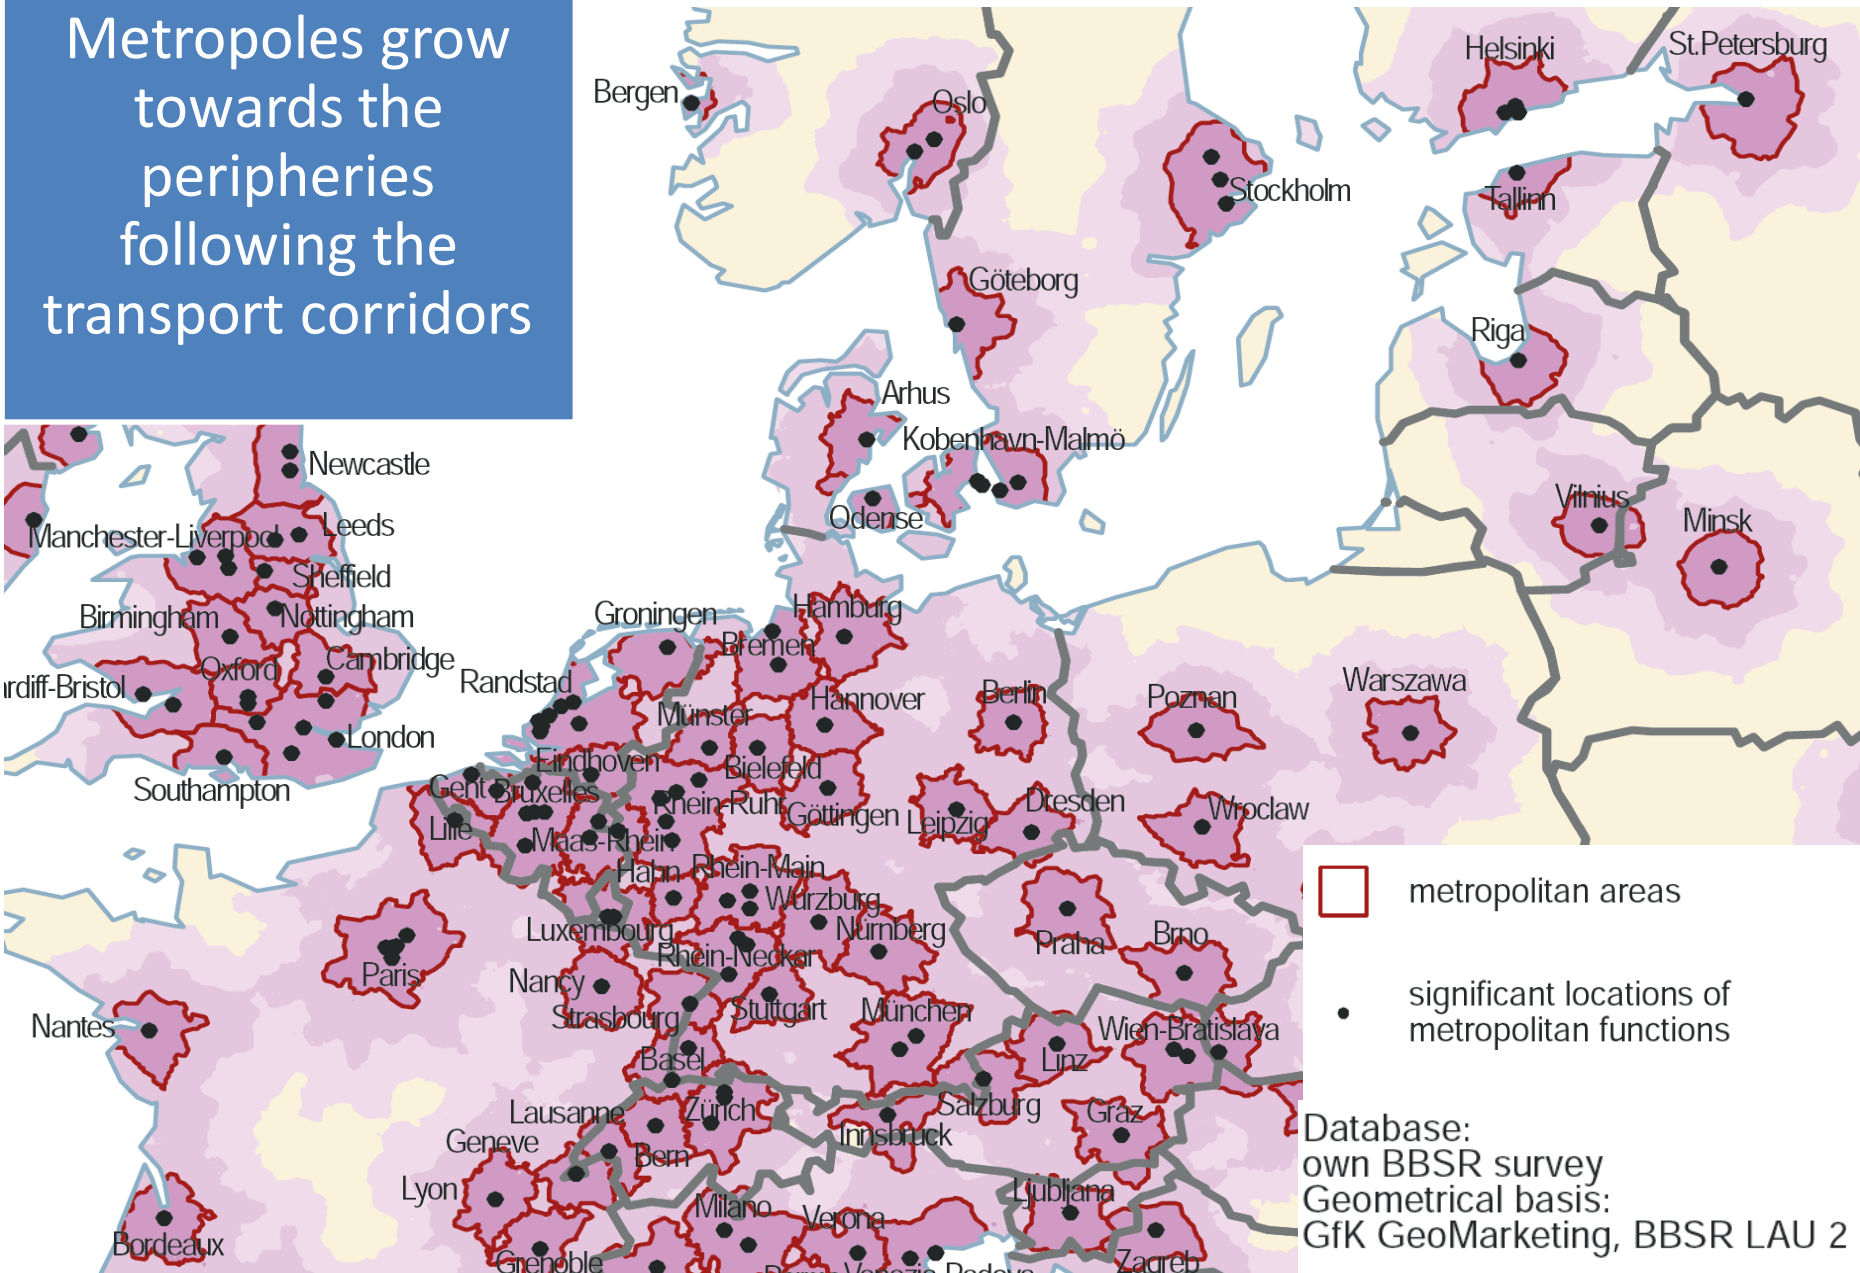 Metropoles grow
towards the
peripheries
following the
transport corridors
Bergen
Oslo
Helsinki
St.Petersburg
Stockholm
Tallinn
Göteborg
Riga
Arhus
Kobenhavn-Malmö
Odense
Vilnius
Minsk
Newcastle
Leeds
Manchester-Liverpool
Sheffield
Birmingham
Nottingham
Oxford
Cambridge
ardiff-Bristol
London
Southampton
Groningen
Hamburg
Bremen
Randstad
Münster
Hannover
Berlin
Poznan
Warszawa
Eindhoven
Gent
Bruxelles
Bielefeld
Rhein-Ruhr
Göttingen
Leipzig
Dresden
Wroclaw
Lille
Maas-Rhein
Hahn
Rhein-Main
Würzburg
Luxembourg
Nürnberg
Rhein-Neckar
Praha
Brno
Paris
Nancy
Strasbourg
Stuttgart
München
Nantes
Basel
Linz
Wien-Bratislava
Lausanne
Zürich
Salzburg
Graz
Geneve
Bern
Innsbruck
Lyon
Milano
Verona
Ljubljana
Bordeaux
Grenoble
Venezia-Padova
Zagreb
metropolitan areas
significant locations of
metropolitan functions
Database:
own BBSR survey
Geometrical basis:
GfK GeoMarketing, BBSR LAU 2